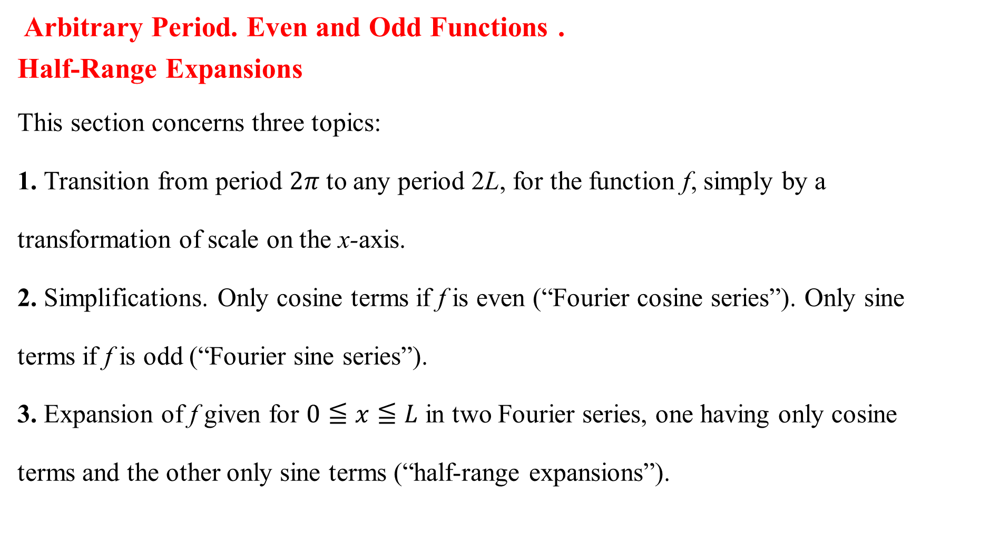 Arbitrary Period. Even and Odd Functions .
Half-Range Expansions
This section concerns three topics:
1. Transition from period 2π to any period 2L, for the function f, simply by a
transformation of scale on the x-axis.
2. Simplifications. Only cosine terms if f is even (“Fourier cosine series”). Only sine
terms if f is odd (“Fourier sine series”).
3. Expansion of f given for 0 ≦ x ≦ L in two Fourier series, one having only cosine
terms and the other only sine terms (“half-range expansions”).